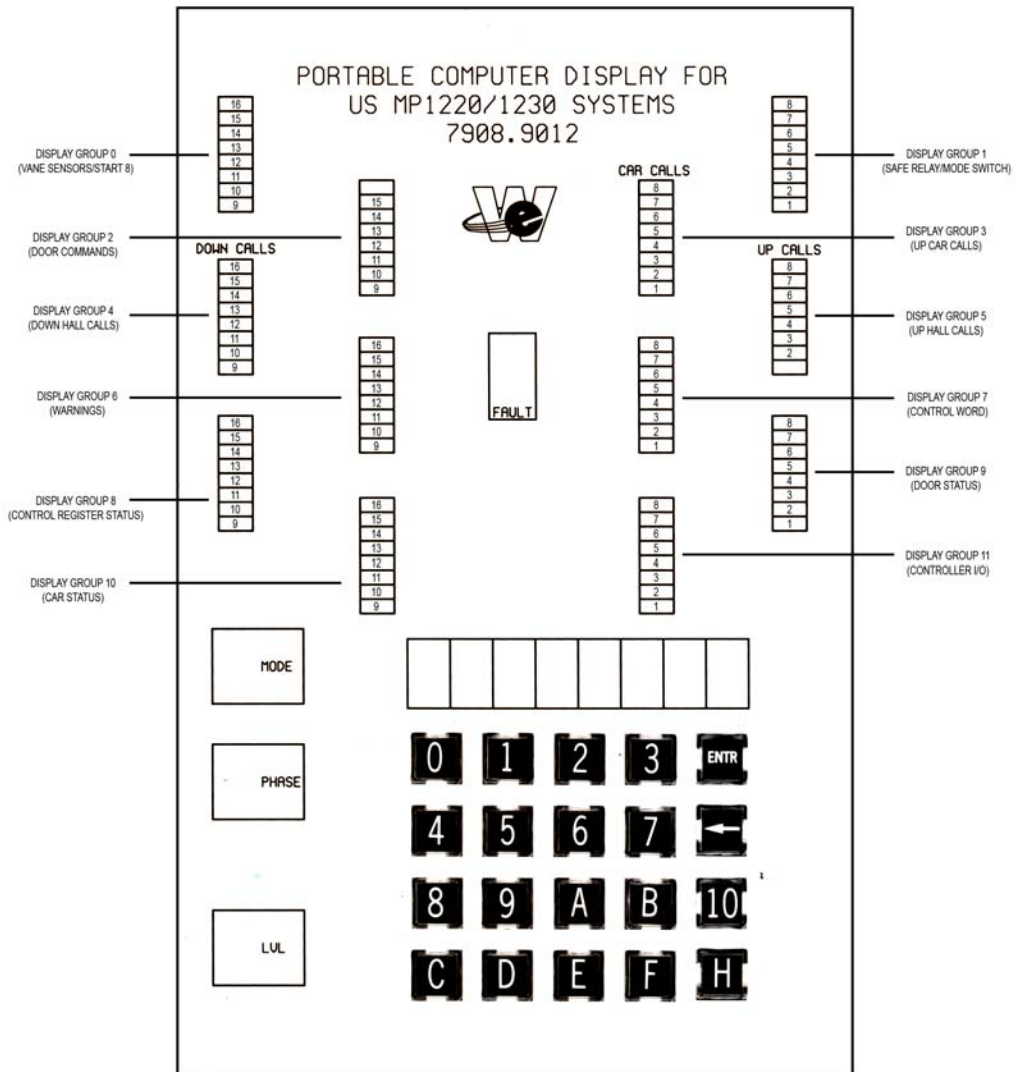 PORTABLE COMPUTER DISPLAY FOR
US MP1220/1230 SYSTEMS
7908.9012
16
15
14
13
12
11
10
9
DISPLAY GROUP 0
(VANE SENSORS/START 8)
8
7
6
5
4
3
2
1
DISPLAY GROUP 1
(SAFE RELAY/MODE SWITCH)
15
14
13
12
11
10
9
DISPLAY GROUP 2
(DOOR COMMANDS)
W
e
CAR CALLS
8
7
6
5
4
3
2
1
DISPLAY GROUP 3
(UP CAR CALLS)
DOWN CALLS
16
15
14
13
12
11
10
9
DISPLAY GROUP 4
(DOWN HALL CALLS)
UP CALLS
8
7
6
5
4
3
2
DISPLAY GROUP 5
(UP HALL CALLS)
16
15
14
13
12
11
10
9
DISPLAY GROUP 6
(WARNINGS)
FAULT
8
7
6
5
4
3
2
1
DISPLAY GROUP 7
(CONTROL WORD)
16
15
14
13
12
11
10
9
DISPLAY GROUP 8
(CONTROL REGISTER STATUS)
8
7
6
5
4
3
2
1
DISPLAY GROUP 9
(DOOR STATUS)
16
15
14
13
12
11
10
9
DISPLAY GROUP 10
(CAR STATUS)
8
7
6
5
4
3
2
1
DISPLAY GROUP 11
(CONTROLLER I/O)
MODE
PHASE
LVL
0 1 2 3 ENTR
4 5 6 7 ←
8 9 A B 10
C D E F H